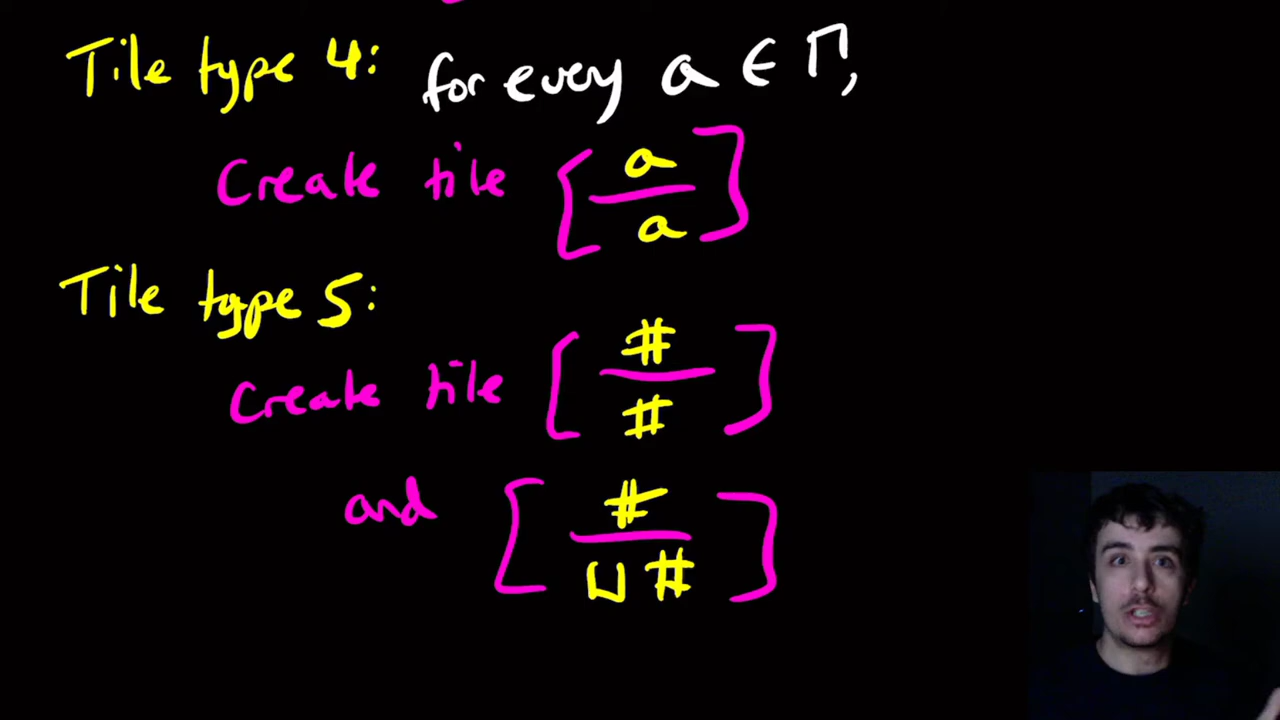 Tile type 4: for every a ∈ Γ,
Create tile [a/a]
Tile type 5:
Create tile [#/#]
and [#/⊔#]